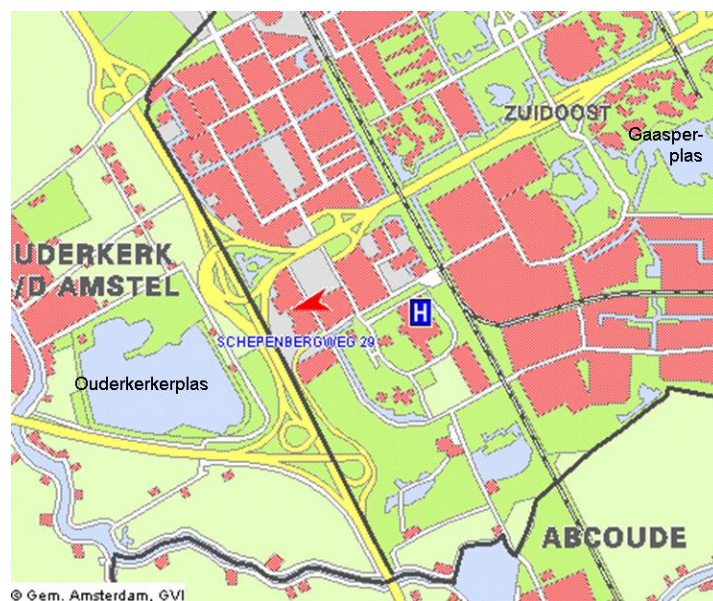 ZUIDOOST
Gaasper-
plas
UDERKERK
/D AMSTEL
H
SCHEPENBERGWEG 29
Ouderkerkerplas
ABCOUDE
© Gem. Amsterdam, GVI